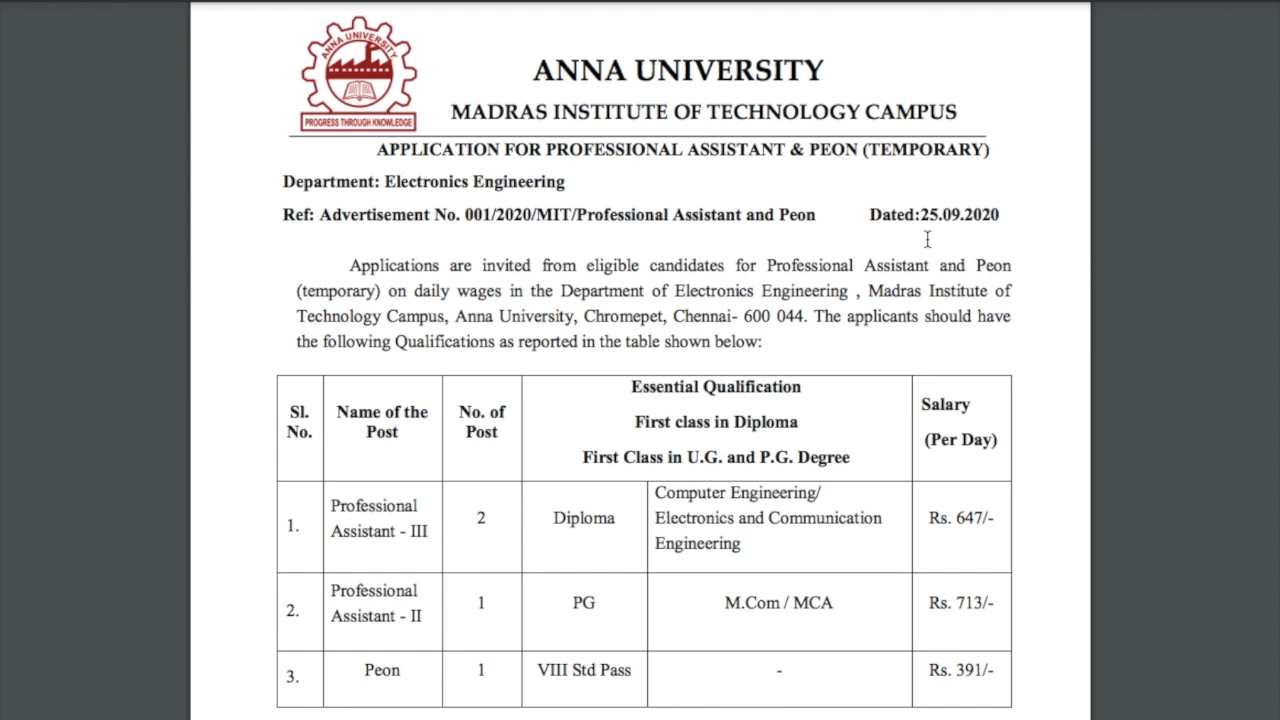 ANNA UNIVERSITY
PROGRESS THROUGH KNOWLEDGE
ANNA UNIVERSITY
MADRAS INSTITUTE OF TECHNOLOGY CAMPUS
APPLICATION FOR PROFESSIONAL ASSISTANT & PEON (TEMPORARY)
Department: Electronics Engineering
Ref: Advertisement No. 001/2020/MIT/Professional Assistant and Peon Dated:25.09.2020
Applications are invited from eligible candidates for Professional Assistant and Peon
(temporary) on daily wages in the Department of Electronics Engineering , Madras Institute of
Technology Campus, Anna University, Chromepet, Chennai- 600 044. The applicants should have
the following Qualifications as reported in the table shown below:
Sl.
No.
Name of the
Post
No. of
Post
Essential Qualification
First class in Diploma
First Class in U.G. and P.G. Degree
Salary
(Per Day)
1.
Professional
Assistant - III
2
Diploma
Computer Engineering/
Electronics and Communication
Engineering
Rs. 647/-
2.
Professional
Assistant - II
1
PG
M.Com / MCA
Rs. 713/-
3.
Peon
1
VIII Std Pass
-
Rs. 391/-